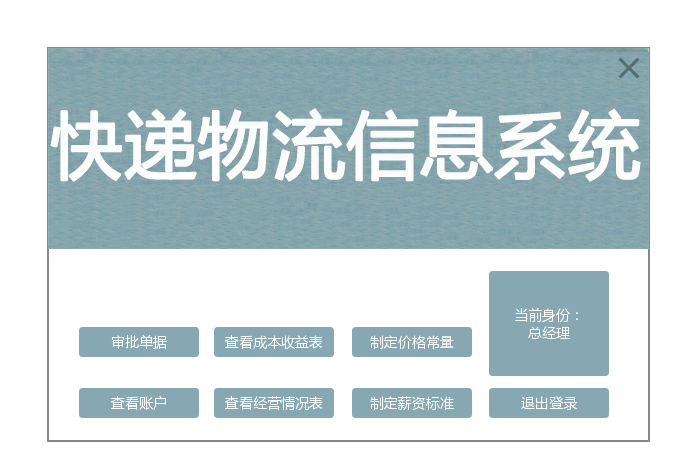 快递物流信息系统
当前身份：
总经理
审批单据
查看成本收益表
制定价格常量
查看账户
查看经营情况表
制定薪资标准
退出登录